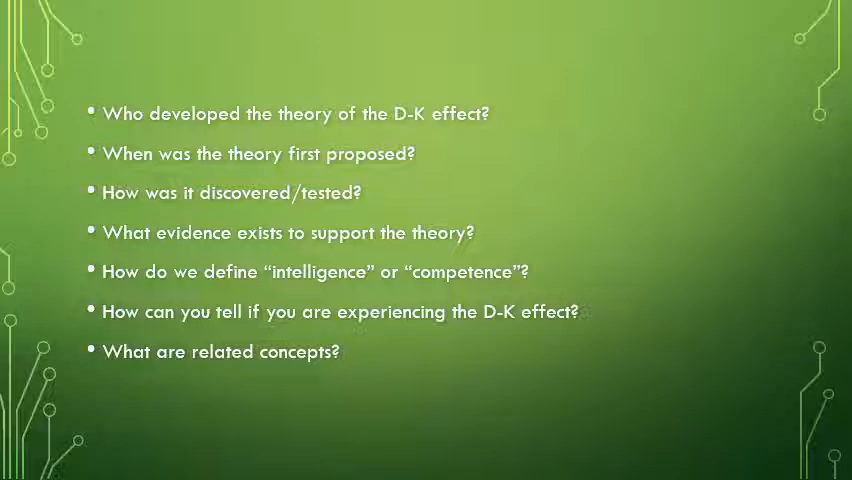 • Who developed the theory of the D-K effect?
• When was the theory first proposed?
• How was it discovered/tested?
• What evidence exists to support the theory?
• How do we define “intelligence” or “competence”?
• How can you tell if you are experiencing the D-K effect?
• What are related concepts?